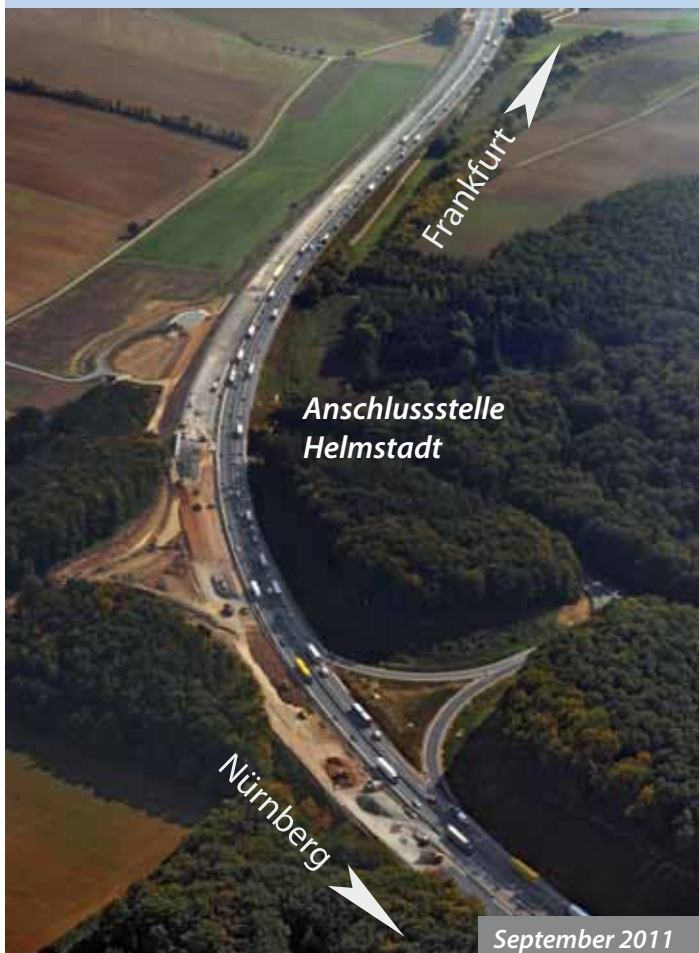 Frankfurt
Anschlussstelle
Helmstadt
Nürnberg
September 2011